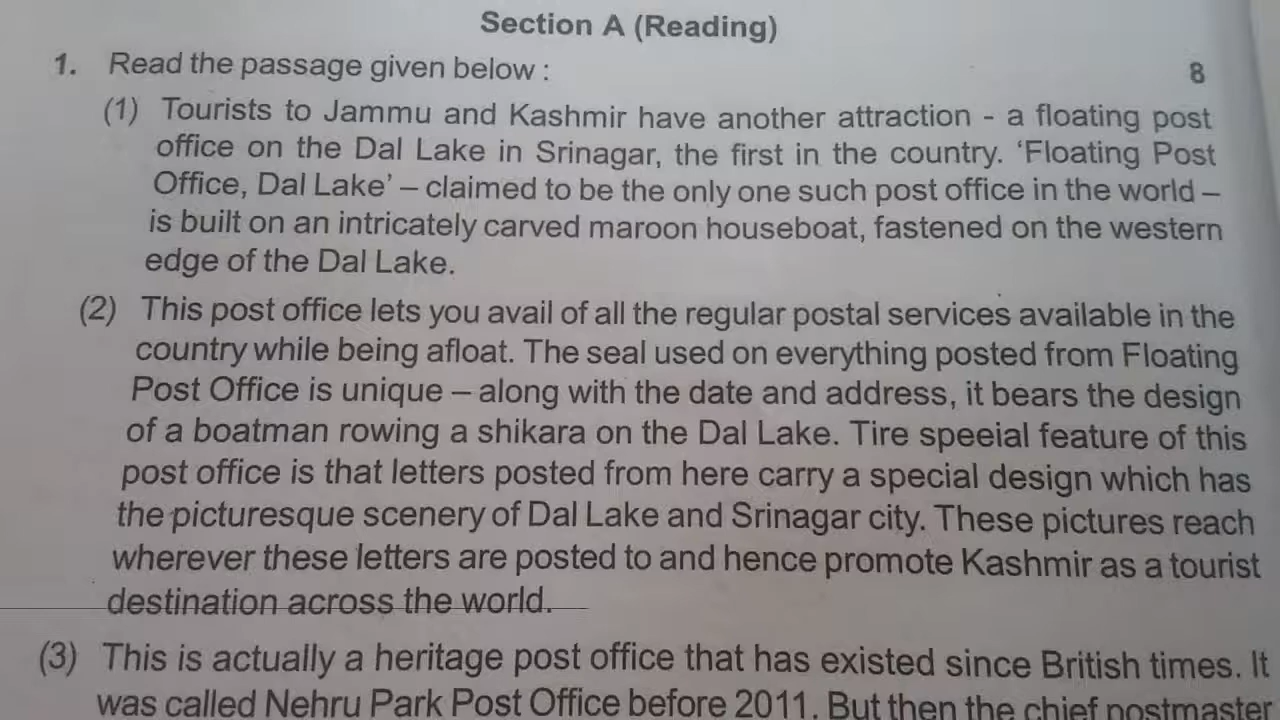 Section A (Reading)
1. Read the passage given below : 8
(1) Tourists to Jammu and Kashmir have another attraction - a floating post
office on the Dal Lake in Srinagar, the first in the country. ‘Floating Post
Office, Dal Lake’ – claimed to be the only one such post office in the world –
is built on an intricately carved maroon houseboat, fastened on the western
edge of the Dal Lake.
(2) This post office lets you avail of all the regular postal services available in the
country while being afloat. The seal used on everything posted from Floating
Post Office is unique – along with the date and address, it bears the design
of a boatman rowing a shikara on the Dal Lake. Tire speeial feature of this
post office is that letters posted from here carry a special design which has
the picturesque scenery of Dal Lake and Srinagar city. These pictures reach
wherever these letters are posted to and hence promote Kashmir as a tourist
destination across the world.
(3) This is actually a heritage post office that has existed since British times. It
was called Nehru Park Post Office before 2011. But then the chief postmaster